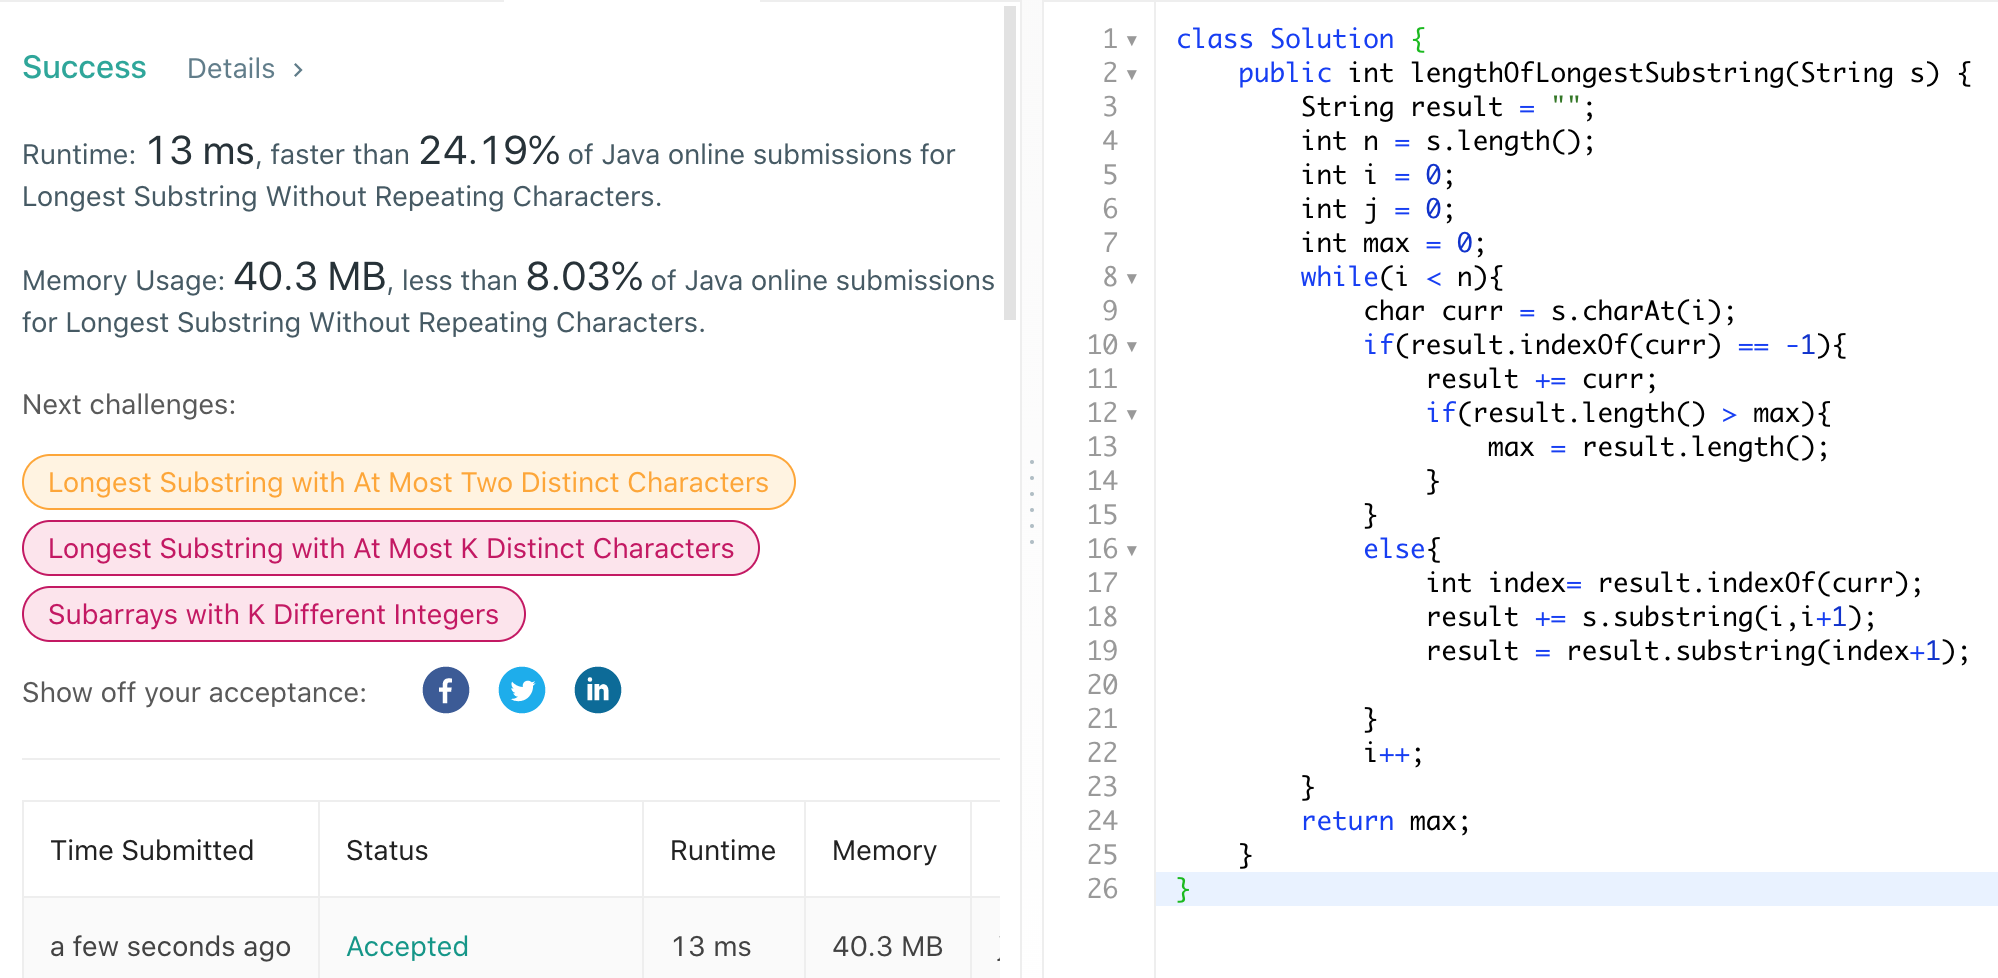 Success Details >
Runtime: 13 ms, faster than 24.19% of Java online submissions for
Longest Substring Without Repeating Characters.
Memory Usage: 40.3 MB, less than 8.03% of Java online submissions
for Longest Substring Without Repeating Characters.
Next challenges:
Longest Substring with At Most Two Distinct Characters
Longest Substring with At Most K Distinct Characters
Subarrays with K Different Integers
Show off your acceptance: f in
Time Submitted Status Runtime Memory
a few seconds ago Accepted 13 ms 40.3 MB
1 class Solution {
2     public int lengthOfLongestSubstring(String s) {
3         String result = "";
4         int n = s.length();
5         int i = 0;
6         int j = 0;
7         int max = 0;
8         while(i < n){
9             char curr = s.charAt(i);
10             if(result.indexOf(curr) == -1){
11                 result += curr;
12                 if(result.length() > max){
13                     max = result.length();
14                 }
15             }
16             else{
17                 int index= result.indexOf(curr);
18                 result += s.substring(i,i+1);
19                 result = result.substring(index+1);
20
21             }
22             i++;
23         }
24         return max;
25     }
26 }